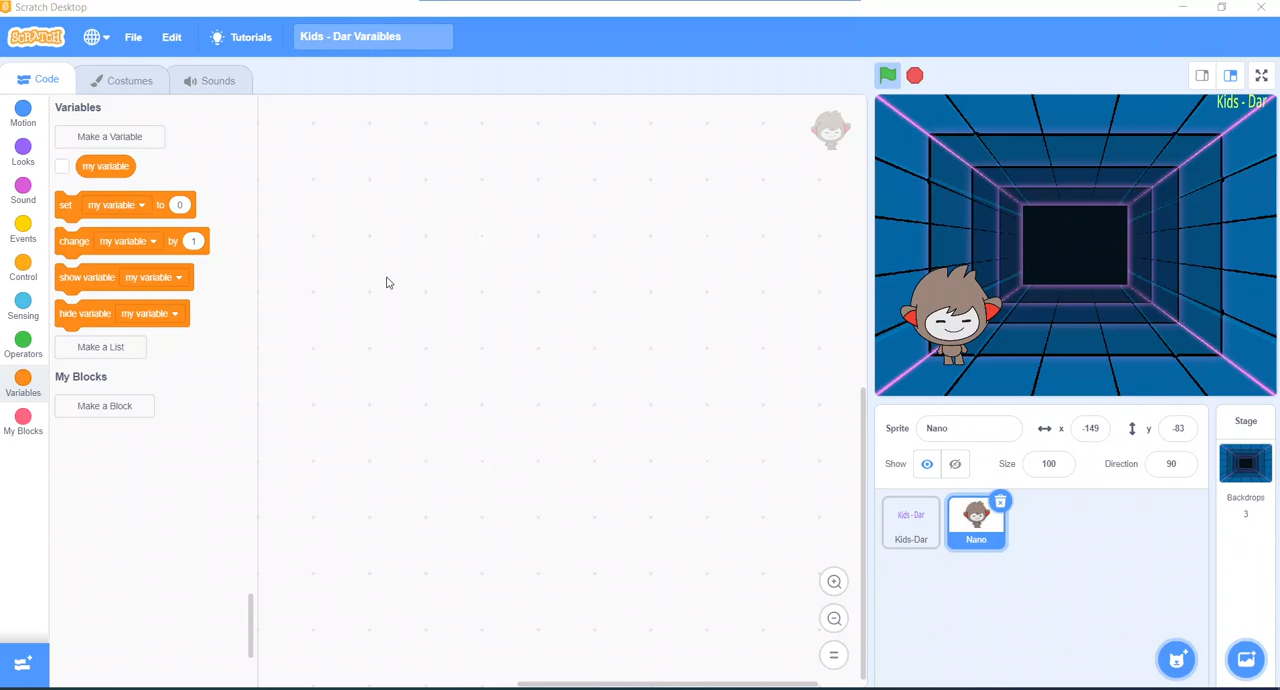 Scratch Desktop
SCRATCH
File
Edit
Tutorials
Kids - Dar Varaibles
Code
Costumes
Sounds
Motion
Looks
Sound
Events
Control
Sensing
Operators
Variables
My Blocks
Variables
Make a Variable
my variable
set my variable to 0
change my variable by 1
show variable my variable
hide variable my variable
Make a List
My Blocks
Make a Block
Kids - Dar
Sprite Nano x -149 y -83
Show Size 100 Direction 90
Kids - Dar
Kids-Dar
Nano
Stage
Backdrops
3